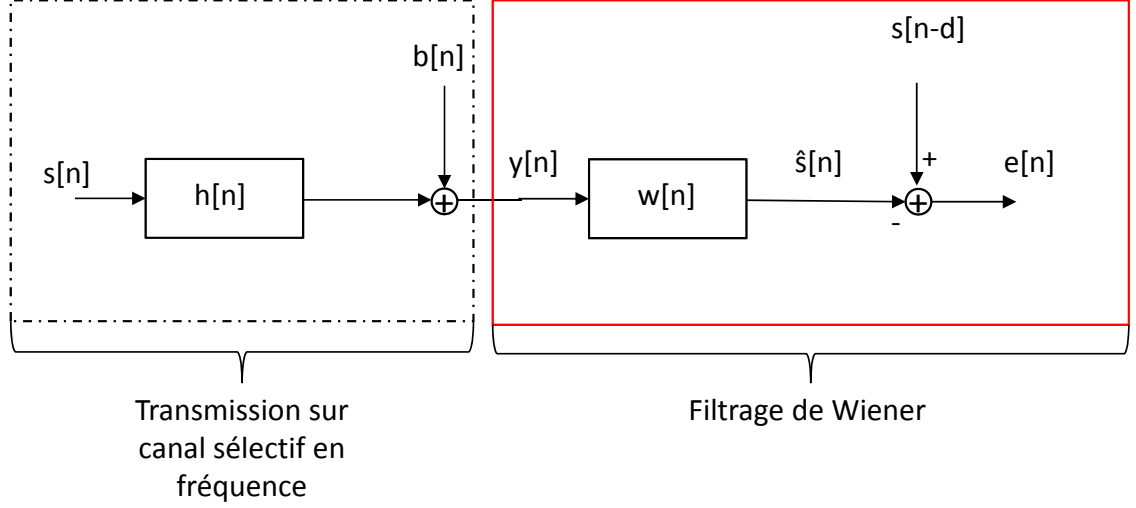 s[n-d]
b[n]
s[n]
h[n]
y[n]
w[n]
ŝ[n]
+
-
e[n]
Transmission sur
canal sélectif en
fréquence
Filtrage de Wiener